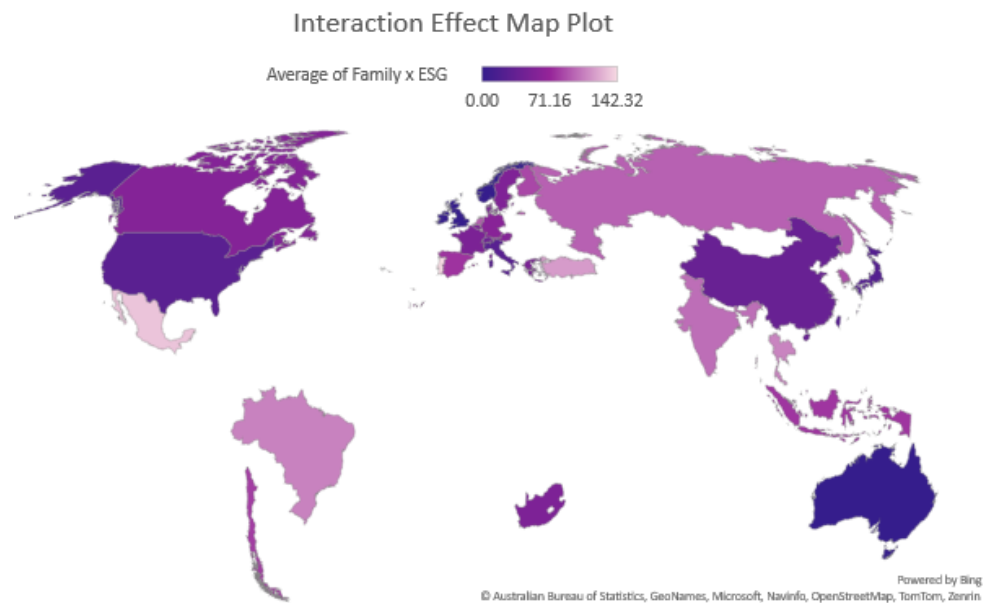 Interaction Effect Map Plot
Average of Family x ESG
0.00 71.16 142.32
Powered by Bing
© Australian Bureau of Statistics, GeoNames, Microsoft, Navinfo, OpenStreetMap, TomTom, Zenrin